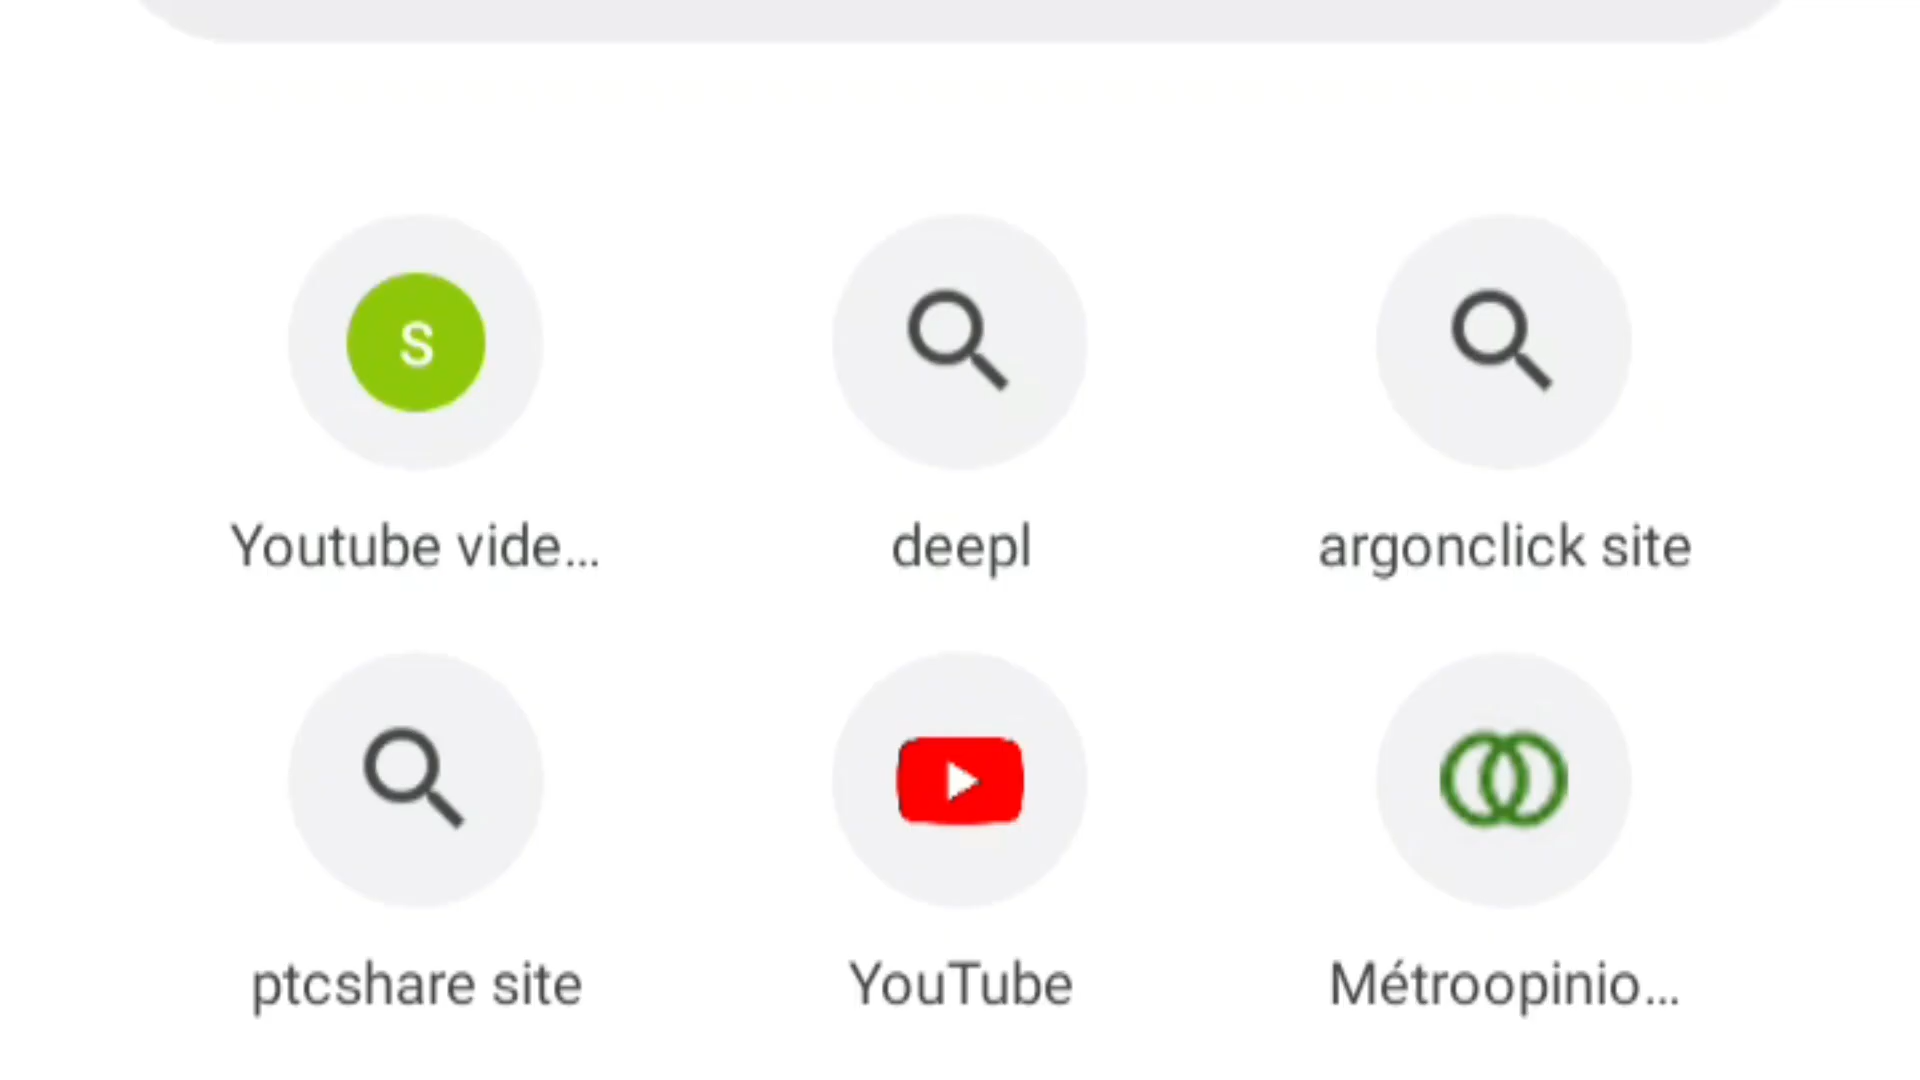 S
Youtube vide...
deepl
argonclick site
ptcshare site
YouTube
Métroopinio...